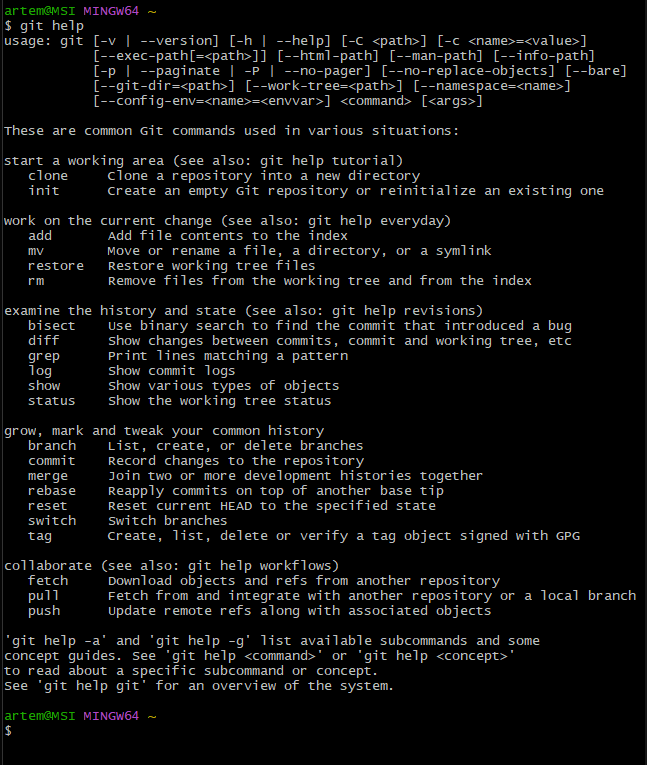 artem@MSI MINGW64 ~
$ git help
usage: git [-v | --version] [-h | --help] [-C <path>] [-c <name>=<value>]
           [--exec-path[=<path>]] [--html-path] [--man-path] [--info-path]
           [-p | --paginate | -P | --no-pager] [--no-replace-objects] [--bare]
           [--git-dir=<path>] [--work-tree=<path>] [--namespace=<name>]
           [--config-env=<name>=<envvar>] <command> [<args>]

These are common Git commands used in various situations:

start a working area (see also: git help tutorial)
   clone     Clone a repository into a new directory
   init      Create an empty Git repository or reinitialize an existing one

work on the current change (see also: git help everyday)
   add       Add file contents to the index
   mv        Move or rename a file, a directory, or a symlink
   restore   Restore working tree files
   rm        Remove files from the working tree and from the index

examine the history and state (see also: git help revisions)
   bisect    Use binary search to find the commit that introduced a bug
   diff      Show changes between commits, commit and working tree, etc
   grep      Print lines matching a pattern
   log       Show commit logs
   show      Show various types of objects
   status    Show the working tree status

grow, mark and tweak your common history
   branch    List, create, or delete branches
   commit    Record changes to the repository
   merge     Join two or more development histories together
   rebase    Reapply commits on top of another base tip
   reset     Reset current HEAD to the specified state
   switch    Switch branches
   tag       Create, list, delete or verify a tag object signed with GPG

collaborate (see also: git help workflows)
   fetch     Download objects and refs from another repository
   pull      Fetch from and integrate with another repository or a local branch
   push      Update remote refs along with associated objects

'git help -a' and 'git help -g' list available subcommands and some
concept guides. See 'git help <command>' or 'git help <concept>'
to read about a specific subcommand or concept.
See 'git help git' for an overview of the system.

artem@MSI MINGW64 ~
$